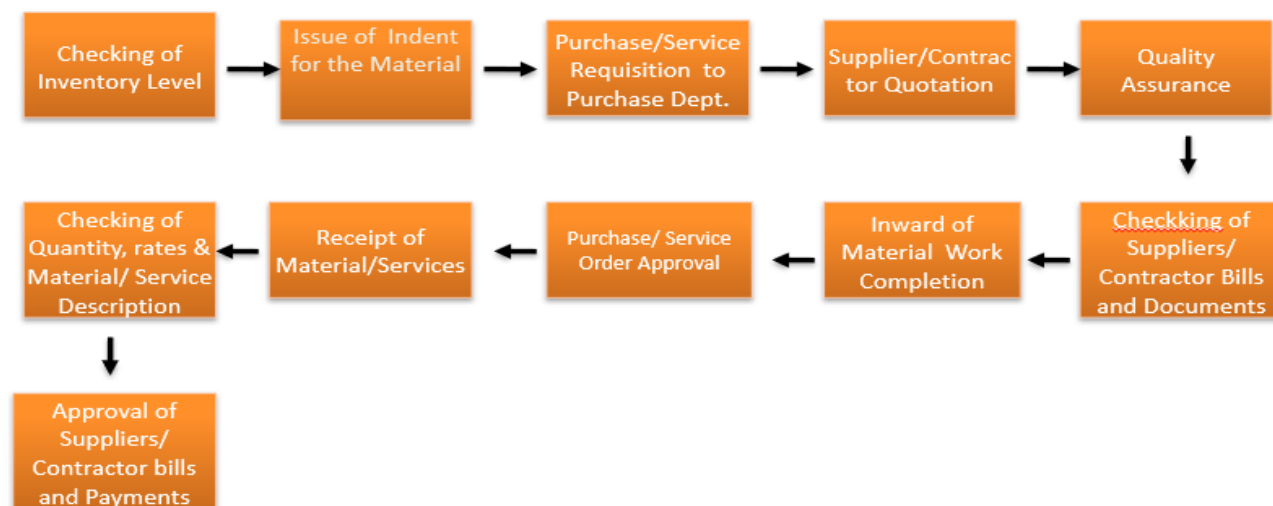 Checking of
Inventory Level
Issue of Indent
for the Material
Purchase/Service
Requisition to
Purchase Dept.
Supplier/Contrac
tor Quotation
Quality
Assurance
Checkking of
Suppliers/
Contractor Bills
and Documents
Inward of
Material Work
Completion
Purchase/ Service
Order Approval
Receipt of
Material/Services
Checking of
Quantity, rates &
Material/ Service
Description
Approval of
Suppliers/
Contractor bills
and Payments